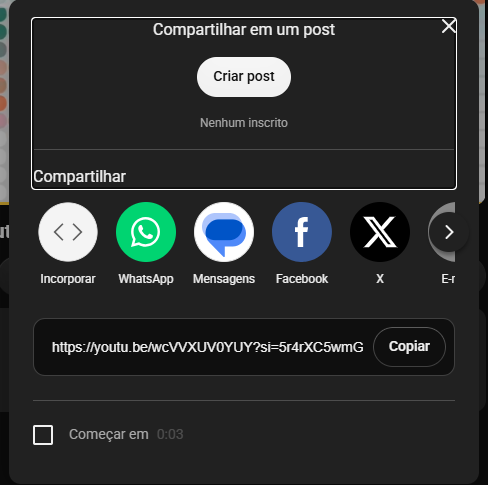 Compartilhar em um post
Criar post
Nenhum inscrito
Compartilhar
Incorporar
WhatsApp
Mensagens
Facebook
X
https://youtu.be/wcVVXUV0YUY?si=5r4rXC5wmG
Copiar
Começar em 0:03